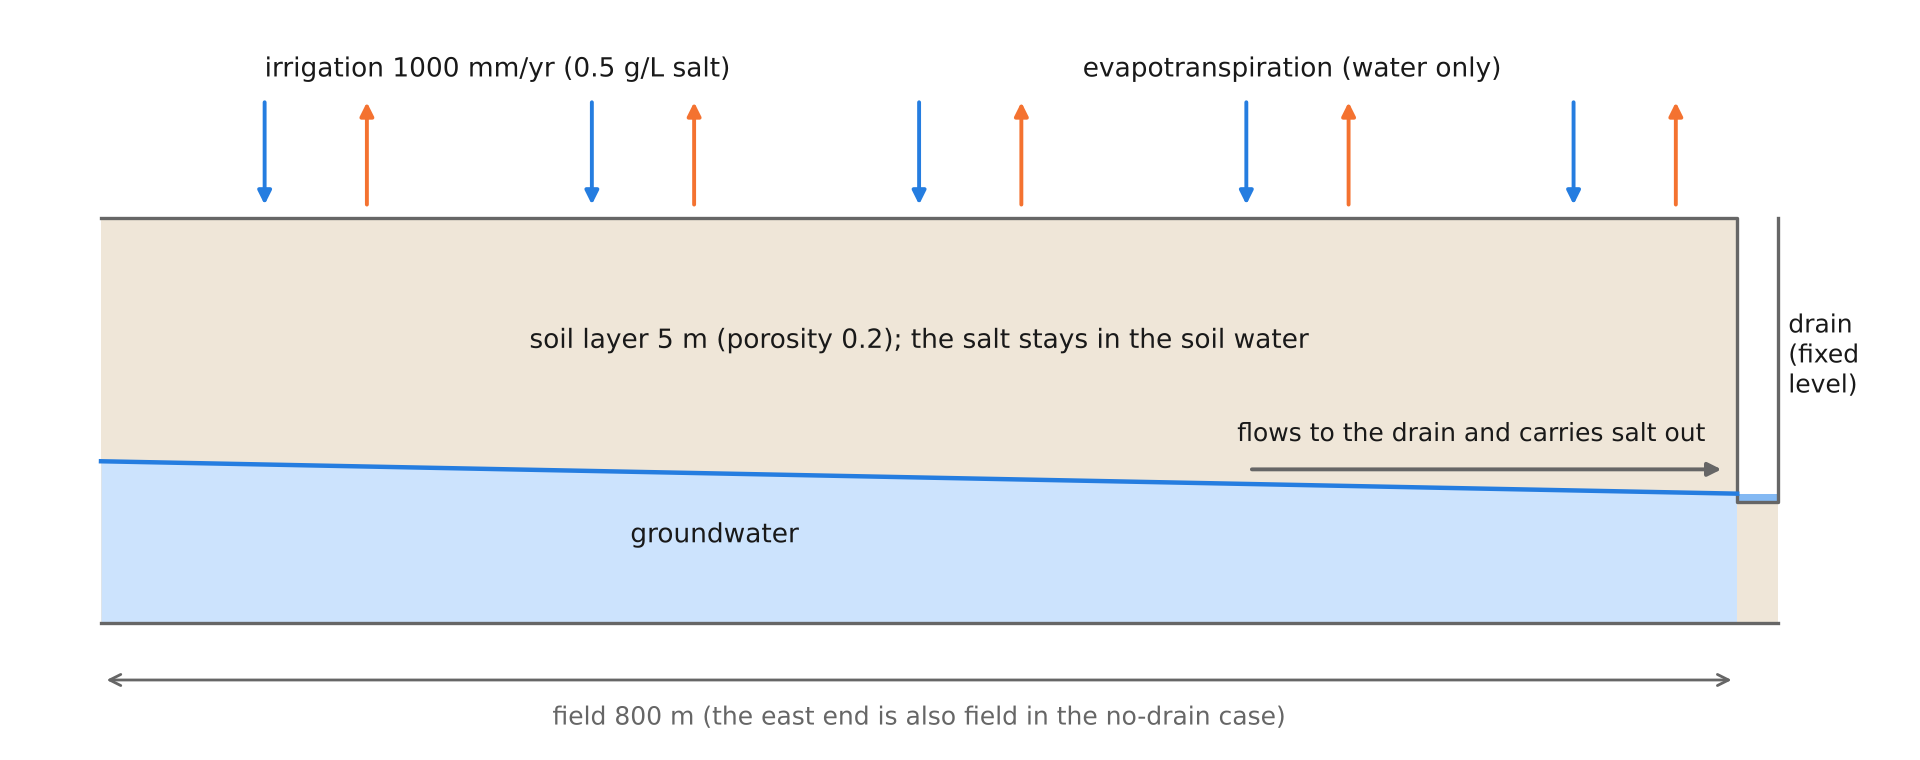 irrigation 1000 mm/yr (0.5 g/L salt)
evapotranspiration (water only)
soil layer 5 m (porosity 0.2); the salt stays in the soil water
drain
(fixed
level)
flows to the drain and carries salt out
groundwater
field 800 m (the east end is also field in the no-drain case)